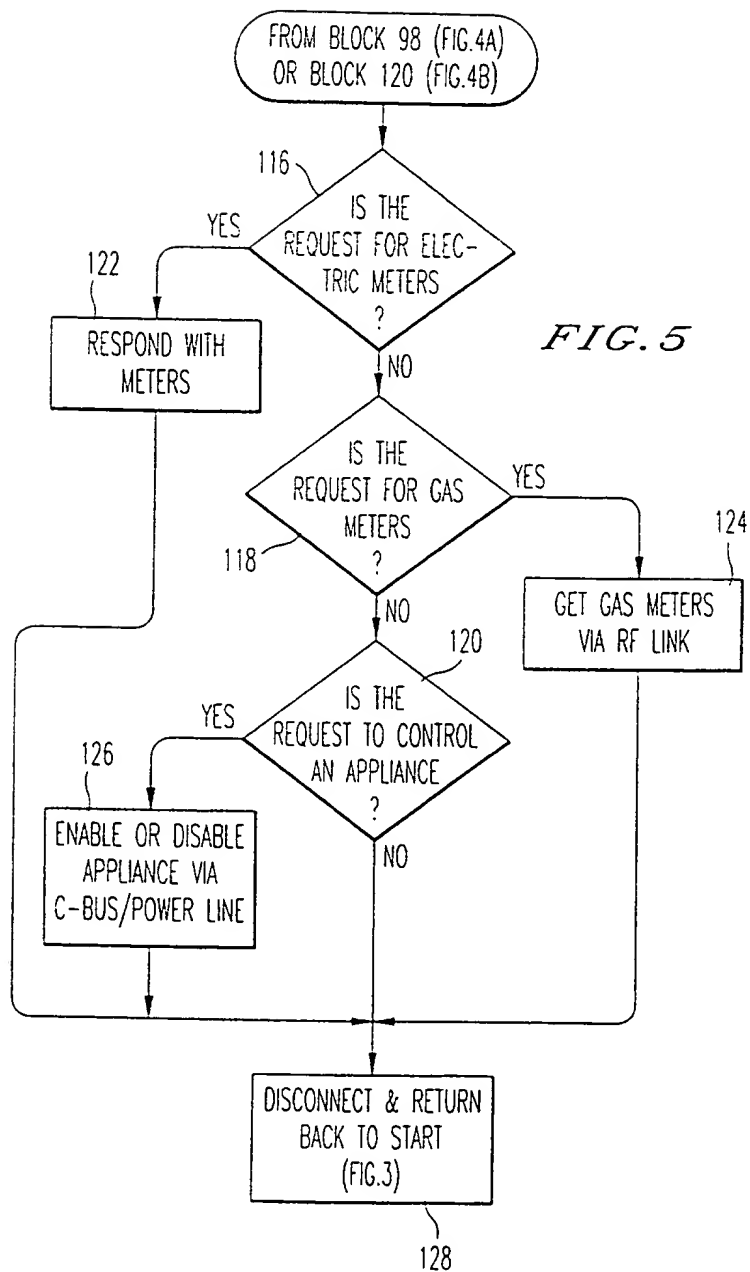 FROM BLOCK 98 (FIG.4A)
OR BLOCK 120 (FIG.4B)
116
IS THE
REQUEST FOR ELEC-
TRIC METERS
?
YES
NO
122
RESPOND WITH
METERS
FIG. 5
IS THE
REQUEST FOR GAS
METERS
?
118
YES
NO
124
GET GAS METERS
VIA RF LINK
120
IS THE
REQUEST TO CONTROL
AN APPLIANCE
?
YES
NO
126
ENABLE OR DISABLE
APPLIANCE VIA
C-BUS/POWER LINE
DISCONNECT & RETURN
BACK TO START
(FIG.3)
128